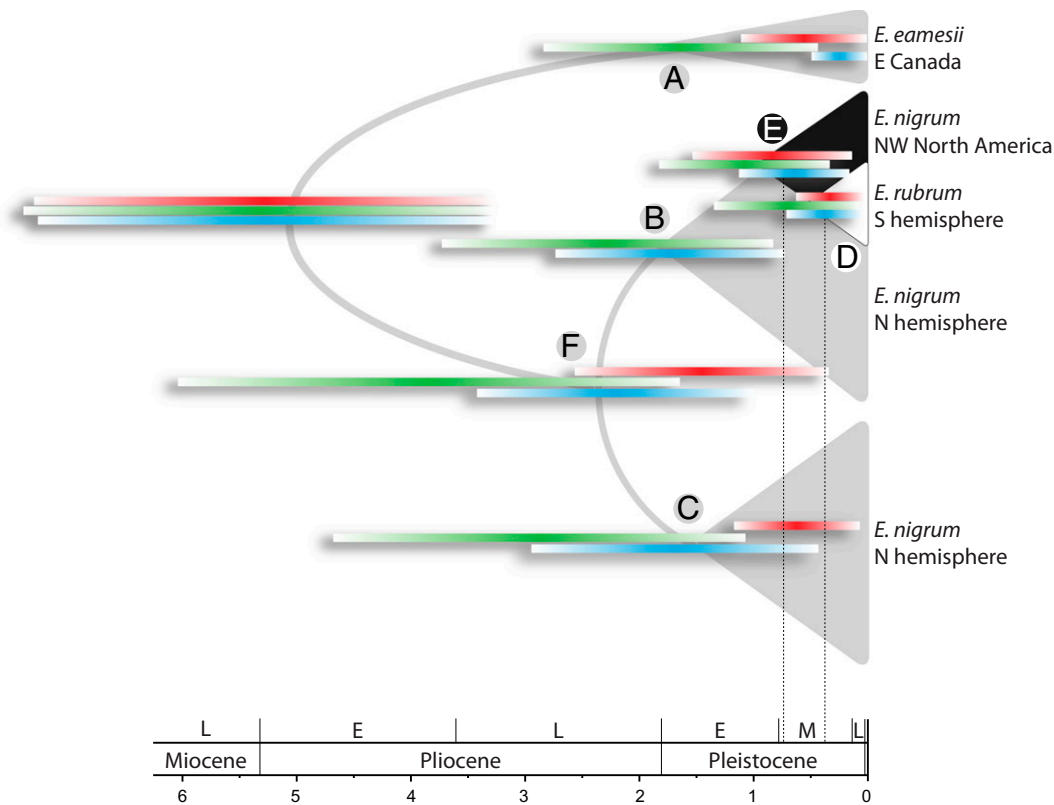 E. eamesii
E Canada
A
E. nigrum
NW North America
E
E. rubrum
S hemisphere
B
D
E. nigrum
N hemisphere
F
C
E. nigrum
N hemisphere
L E L E M L
Miocene Pliocene Pleistocene
6 5 4 3 2 1 0